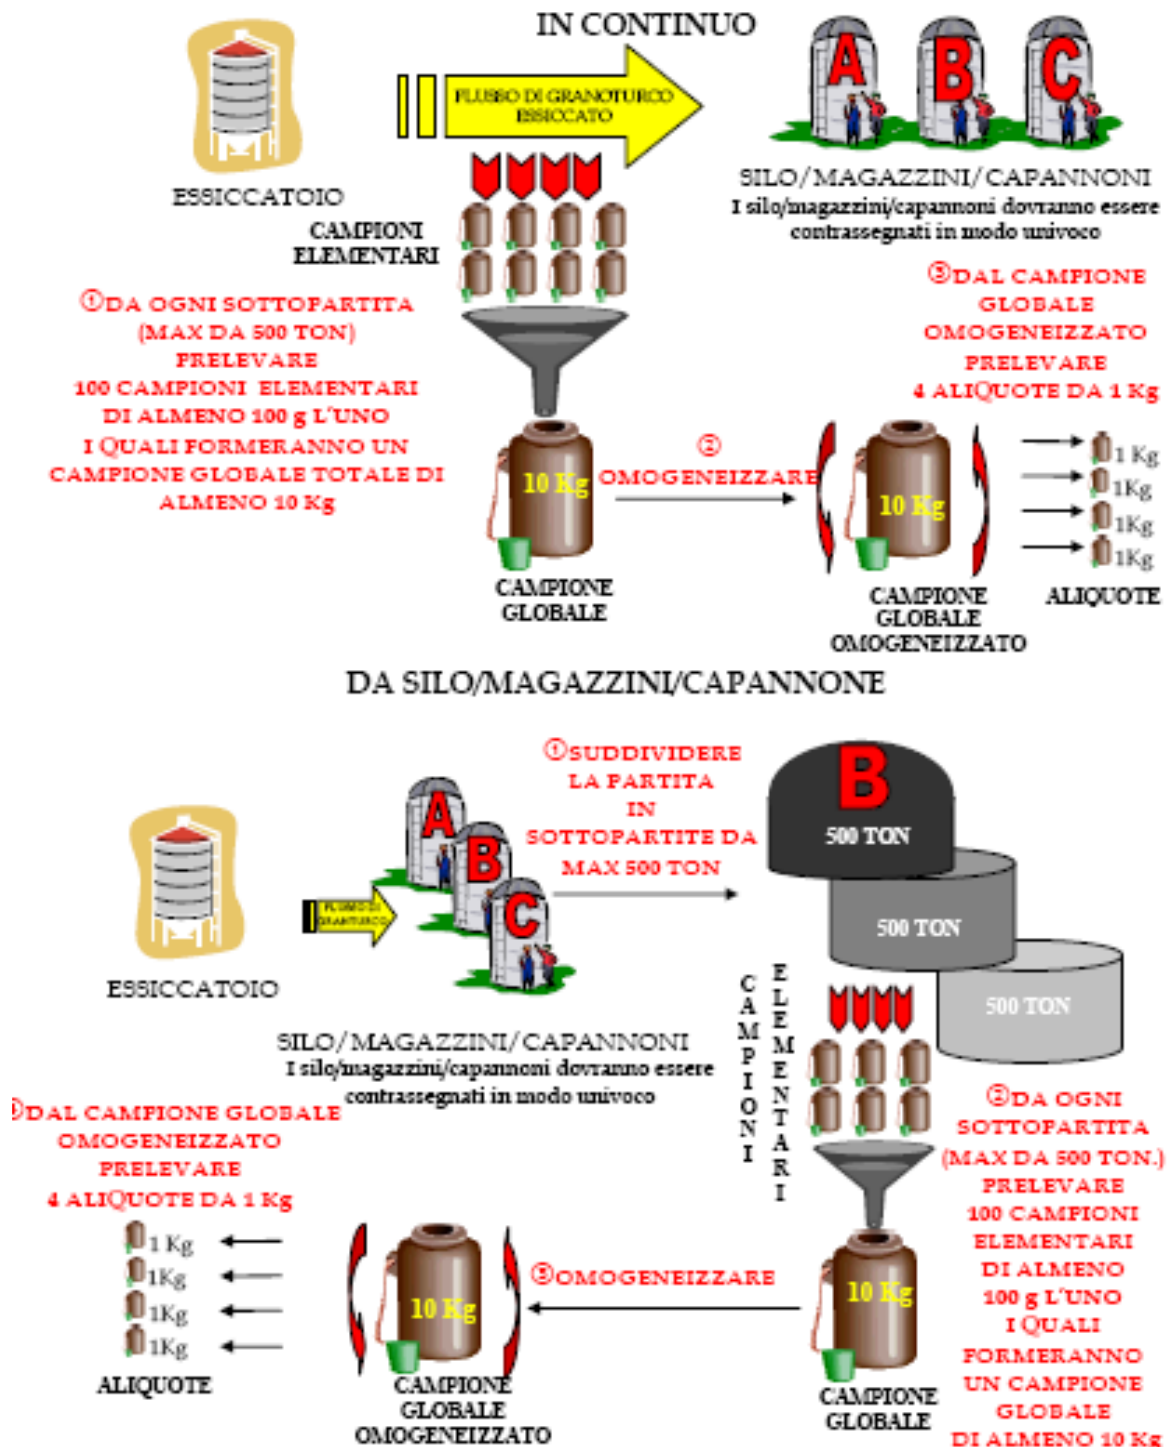 IN CONTINUO
FLUSSO DI GRANOTURCO
ESSICCATO
A
B
C
ESSICCATOIO
SILO/MAGAZZINI/CAPANNONI
I silo/magazzini/capannoni dovranno essere
contrassegnati in modo univoco
CAMPIONI
ELEMENTARI
①DA OGNI SOTTOPARTITA
(MAX DA 500 TON)
PRELEVARE
100 CAMPIONI ELEMENTARI
DI ALMENO 100 g L'UNO
I QUALI FORMERANNO UN
CAMPIONE GLOBALE TOTALE DI
ALMENO 10 Kg
10 Kg
CAMPIONE
GLOBALE
②
OMOGENEIZZARE
10 Kg
CAMPIONE
GLOBALE
OMOGENEIZZATO
③DAL CAMPIONE
GLOBALE
OMOGENEIZZATO
PRELEVARE
4 ALIQUOTE DA 1 Kg
1 Kg
1Kg
1Kg
1Kg
ALIQUOTE
DA SILO/MAGAZZINI/CAPANNONE
ESSICCATOIO
FLUSSO DI
GRANTURCO
A
B
C
SILO/MAGAZZINI/CAPANNONI
I silo/magazzini/capannoni dovranno essere
contrassegnati in modo univoco
①SUDDIVIDERE
LA PARTITA
IN
SOTTOPARTITE DA
MAX 500 TON
B
500 TON
500 TON
500 TON
CAMPIONI
ELEMENTARI
②DA OGNI
SOTTOPARTITA
(MAX DA 500 TON.)
PRELEVARE
100 CAMPIONI
ELEMENTARI
DI ALMENO
100 g L'UNO
I QUALI
FORMERANNO
UN CAMPIONE
GLOBALE
DI ALMENO 10 Kg
10 Kg
CAMPIONE
GLOBALE
③OMOGENEIZZARE
10 Kg
CAMPIONE
GLOBALE
OMOGENEIZZATO
DAL CAMPIONE GLOBALE
OMOGENEIZZATO
PRELEVARE
4 ALIQUOTE DA 1 Kg
1 Kg
1Kg
1Kg
1Kg
ALIQUOTE